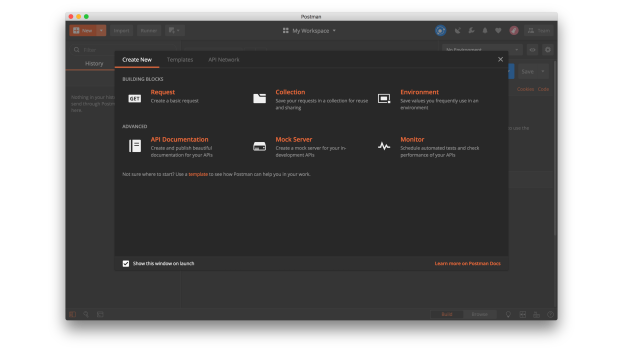 Postman
New
Import
Runner
My Workspace
Filter
History
No Environment
Save
Cookies Code
Create New Templates API Network
BUILDING BLOCKS
GET
Request
Create a basic request
Collection
Save your requests in a collection for reuse
and sharing
Environment
Save values you frequently use in an
environment
ADVANCED
API Documentation
Create and publish beautiful
documentation for your APIs
Mock Server
Create a mock server for your in-
development APIs
Monitor
Schedule automated tests and check
performance of your APIs
Not sure where to start? Use a template to see how Postman can help you in your work.
Show this window on launch
Learn more on Postman Docs
Build